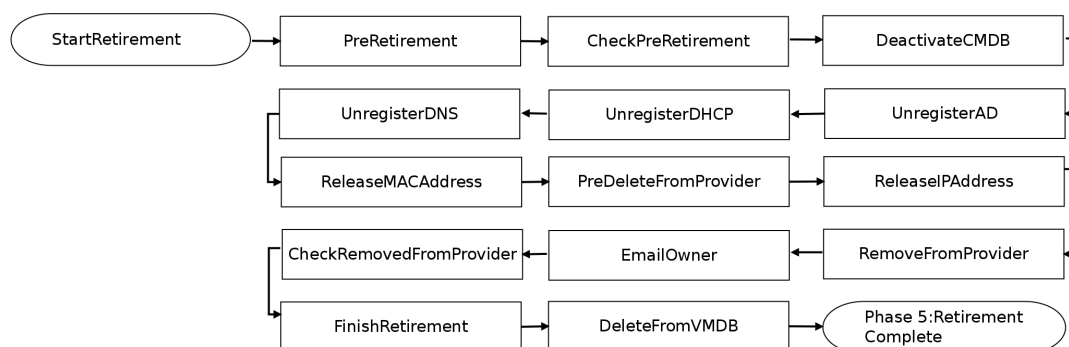 StartRetirement
PreRetirement
CheckPreRetirement
DeactivateCMDB
UnregisterAD
UnregisterDHCP
UnregisterDNS
ReleaseMACAddress
PreDeleteFromProvider
ReleaseIPAddress
RemoveFromProvider
EmailOwner
CheckRemovedFromProvider
FinishRetirement
DeleteFromVMDB
Phase 5:Retirement
Complete